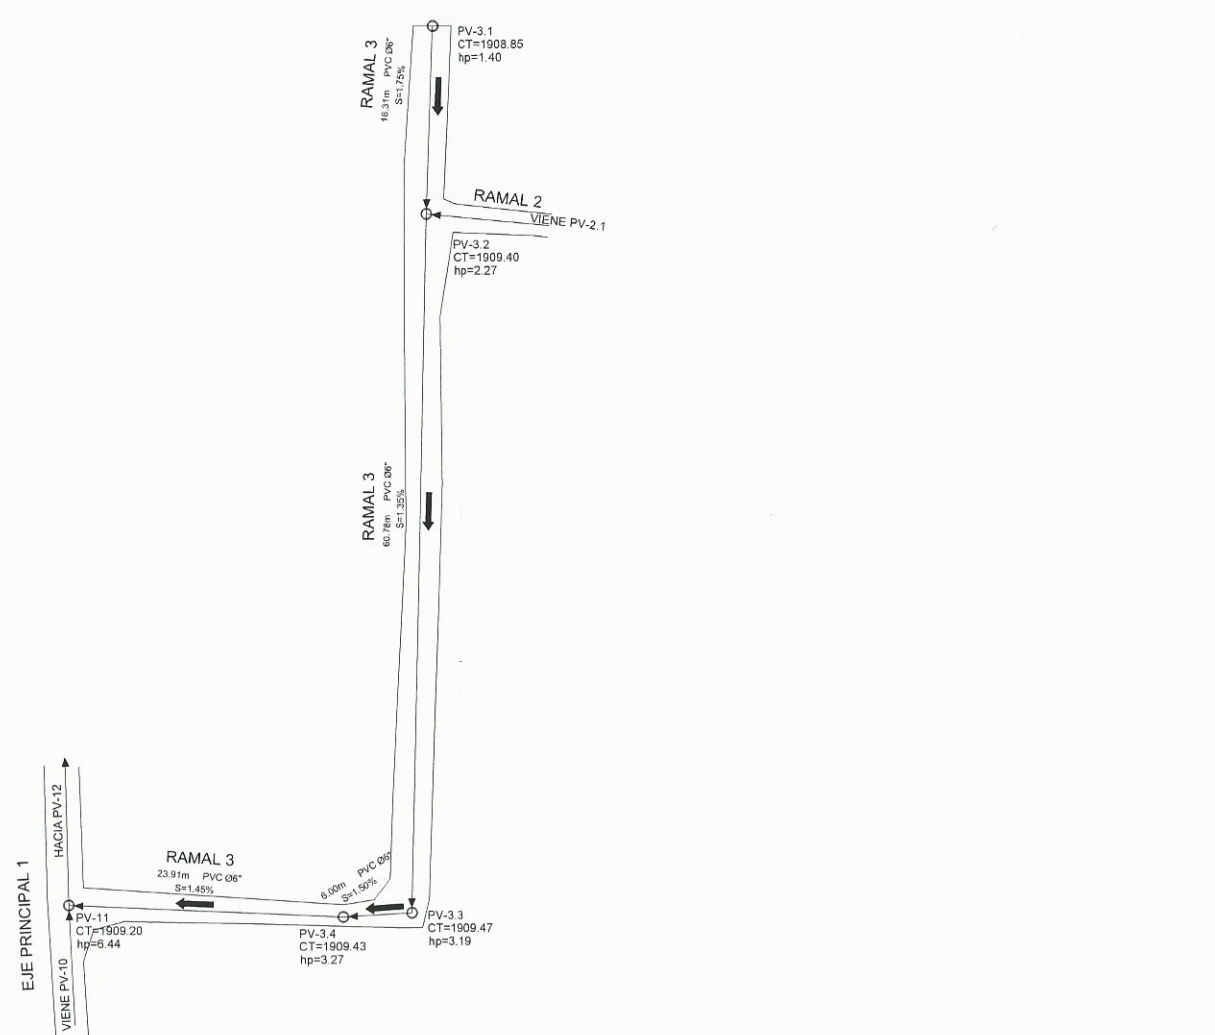 PV-3.1
CT=1908.85
hp=1.40
RAMAL 3
16.31m PVC Ø6"
S=1.75%
RAMAL 2
VIENE PV-2.1
PV-3.2
CT=1909.40
hp=2.27
RAMAL 3
60.78m PVC Ø6"
S=1.35%
HACIA PV-12
RAMAL 3
23.91m PVC Ø6"
S=1.45%
6.00m PVC Ø6"
S=1.50%
EJE PRINCIPAL 1
PV-11
CT=1909.20
hp=6.44
PV-3.4
CT=1909.43
hp=3.27
PV-3.3
CT=1909.47
hp=3.19
VIENE PV-10